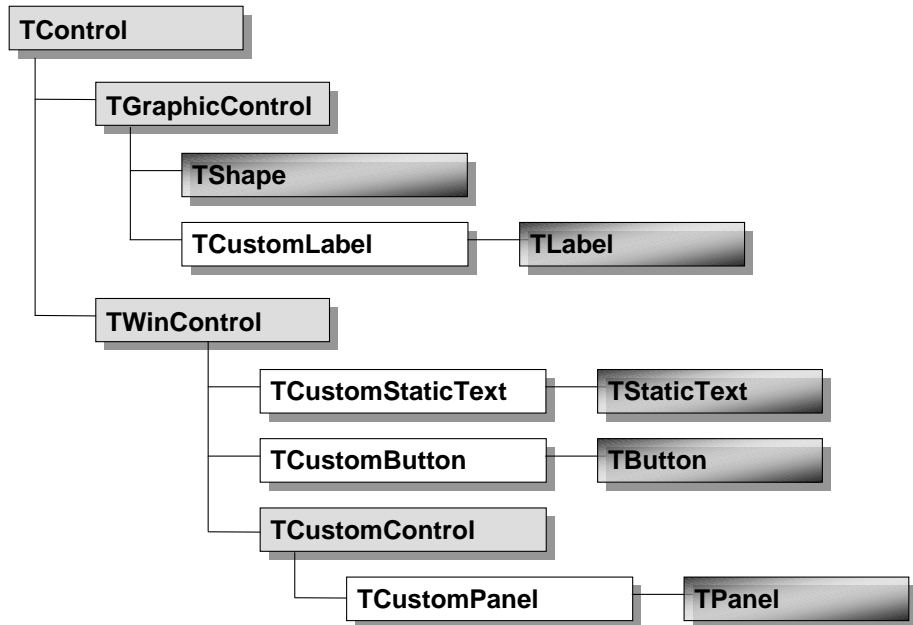 TControl
TGraphicControl
TShape
TCustomLabel
TLabel
TWinControl
TCustomStaticText
TStaticText
TCustomButton
TButton
TCustomControl
TCustomPanel
TPanel